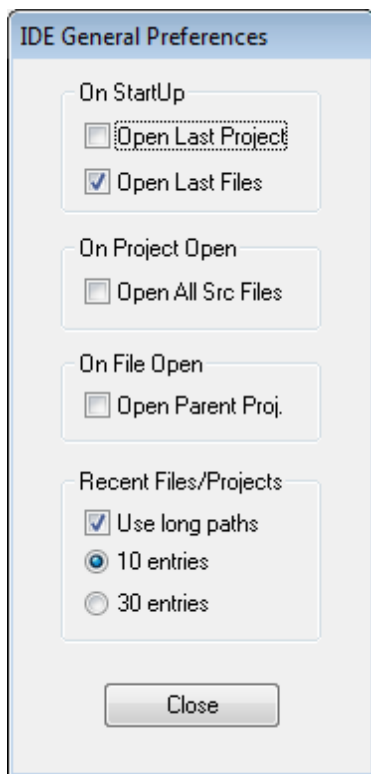 IDE General Preferences
On StartUp
Open Last Project
Open Last Files
On Project Open
Open All Src Files
On File Open
Open Parent Proj.
Recent Files/Projects
Use long paths
10 entries
30 entries
Close